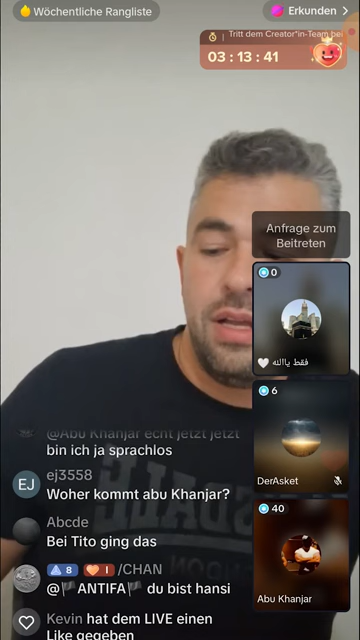 Wöchentliche Rangliste
Erkunden
Tritt dem Creator*in-Team bei
03 : 13 : 41
Anfrage zum
Beitreten
0
فقط ياالله
6
DerAsket
40
Abu Khanjar
@Abu Khanjar echt jetzt jetzt
bin ich ja sprachlos
EJ
ej3558
Woher kommt abu Khanjar?
Abcde
Bei Tito ging das
8
I
/CHAN
@🏴ANTIFA🏴 du bist hansi
Kevin hat dem LIVE einen
Like gegeben